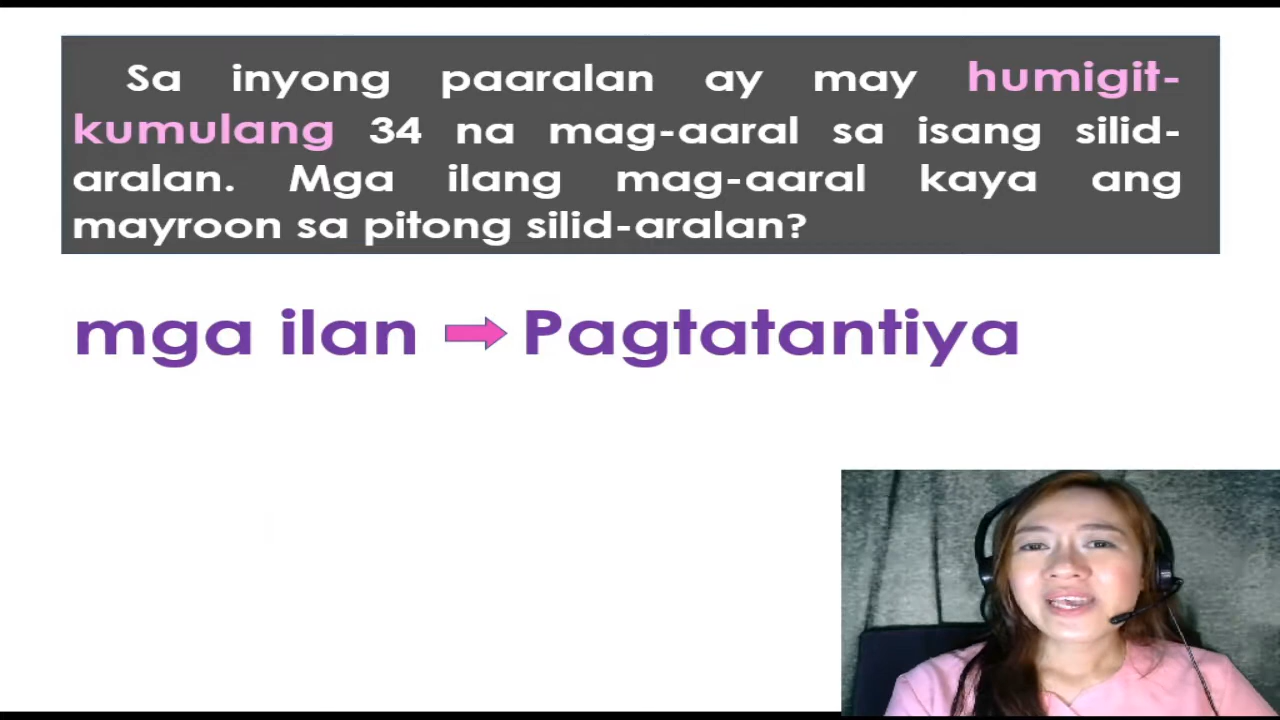 Sa inyong paaralan ay may humigit-
kumulang 34 na mag-aaral sa isang silid-
aralan. Mga ilang mag-aaral kaya ang
mayroon sa pitong silid-aralan?
mga ilan Pagtatantiya